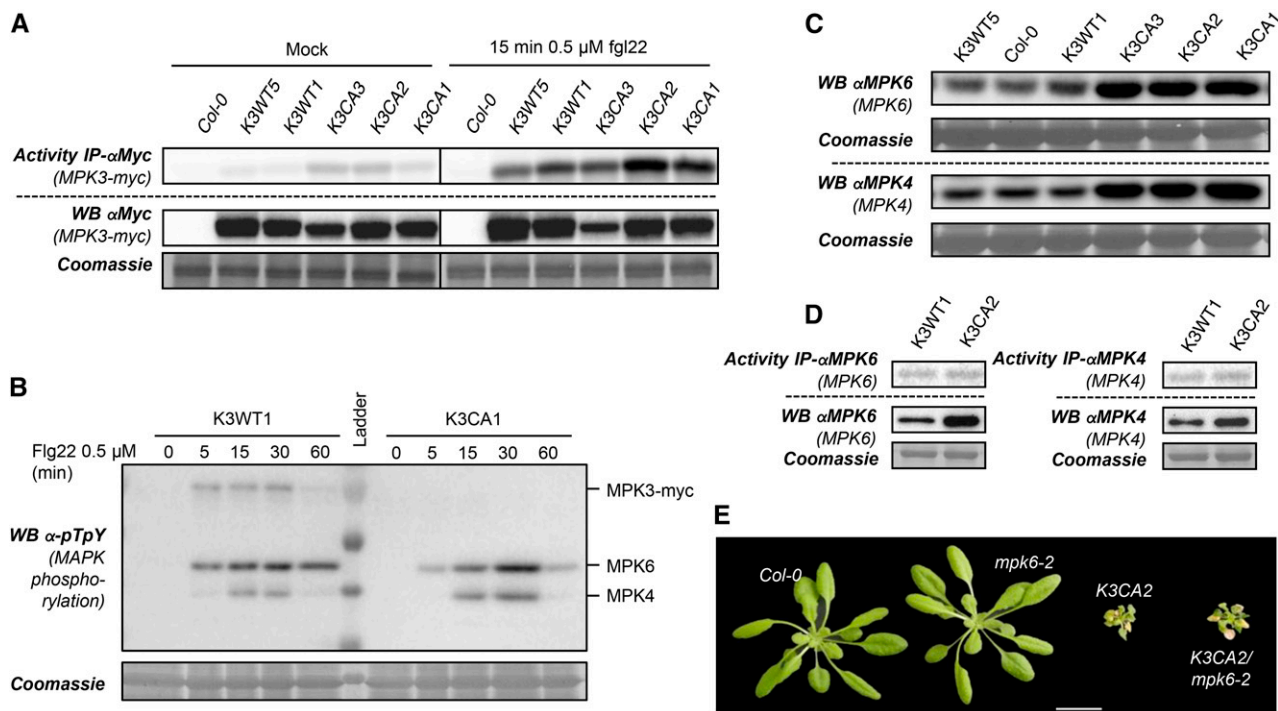 A
Mock
15 min 0.5 µM fgl22
Col-0
K3WT5
K3WT1
K3CA3
K3CA2
K3CA1
Col-0
K3WT5
K3WT1
K3CA3
K3CA2
K3CA1
Activity IP-αMyc
(MPK3-myc)
WB αMyc
(MPK3-myc)
Coomassie
B
K3WT1
Ladder
K3CA1
Flg22 0.5 µM
(min)
0 5 15 30 60
0 5 15 30 60
WB α-pTpY
(MAPK
phospho-
rylation)
MPK3-myc
MPK6
MPK4
Coomassie
C
K3WT5
Col-0
K3WT1
K3CA3
K3CA2
K3CA1
WB αMPK6
(MPK6)
Coomassie
WB αMPK4
(MPK4)
Coomassie
D
K3WT1
K3CA2
Activity IP-αMPK6
(MPK6)
WB αMPK6
(MPK6)
Coomassie
K3WT1
K3CA2
Activity IP-αMPK4
(MPK4)
WB αMPK4
(MPK4)
Coomassie
E
Col-0
mpk6-2
K3CA2
K3CA2/
mpk6-2